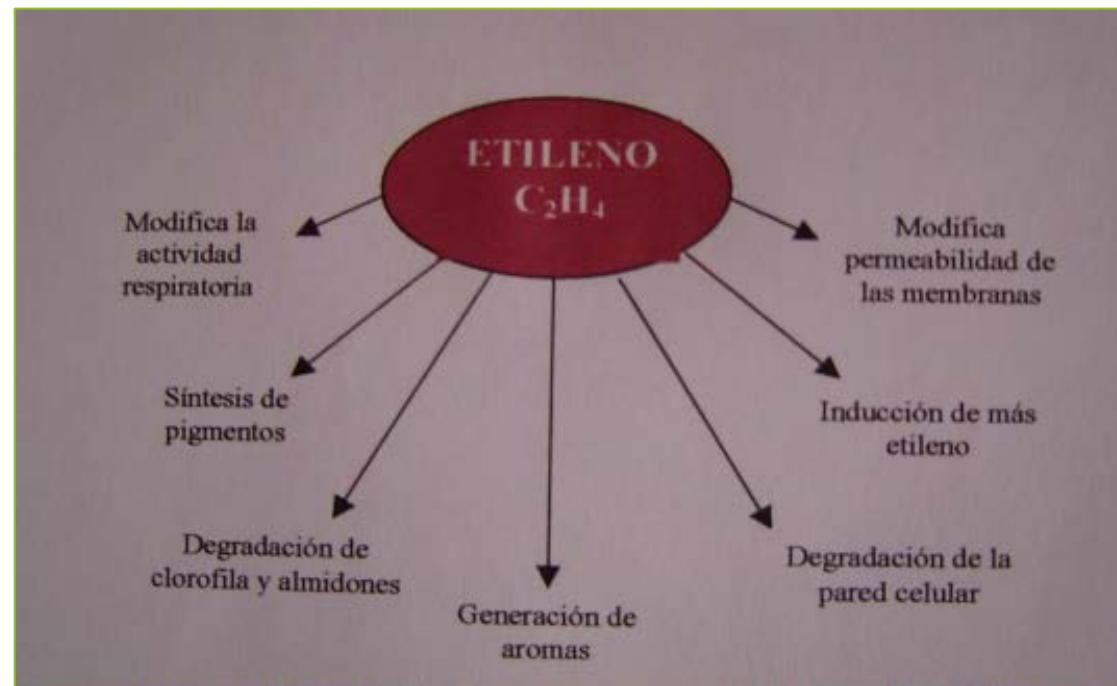 ETILENO
C₂H₄
Modifica la
actividad
respiratoria
Síntesis de
pigmentos
Degradación de
clorofila y almidones
Generación de
aromas
Degradación de la
pared celular
Inducción de más
etileno
Modifica
permeabilidad de
las membranas